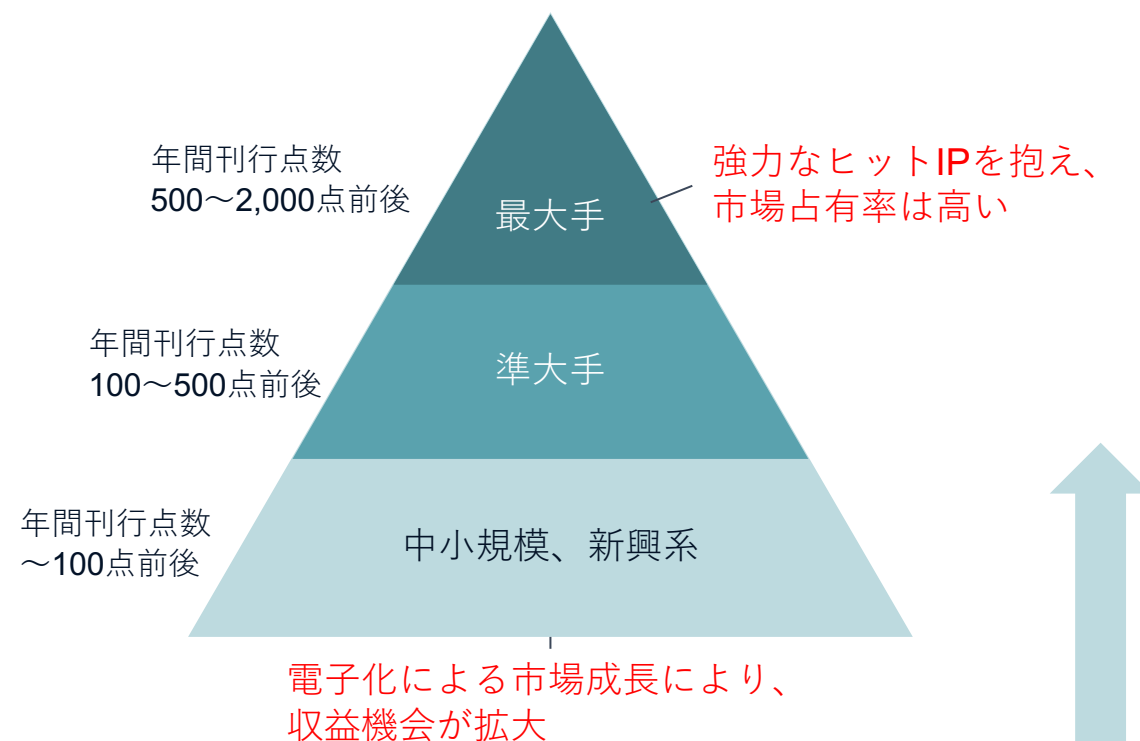 年間刊行点数
500〜2,000点前後
最大手
強力なヒットIPを抱え、
市場占有率は高い
年間刊行点数
100〜500点前後
準大手
年間刊行点数
〜100点前後
中小規模、新興系
電子化による市場成長により、
収益機会が拡大